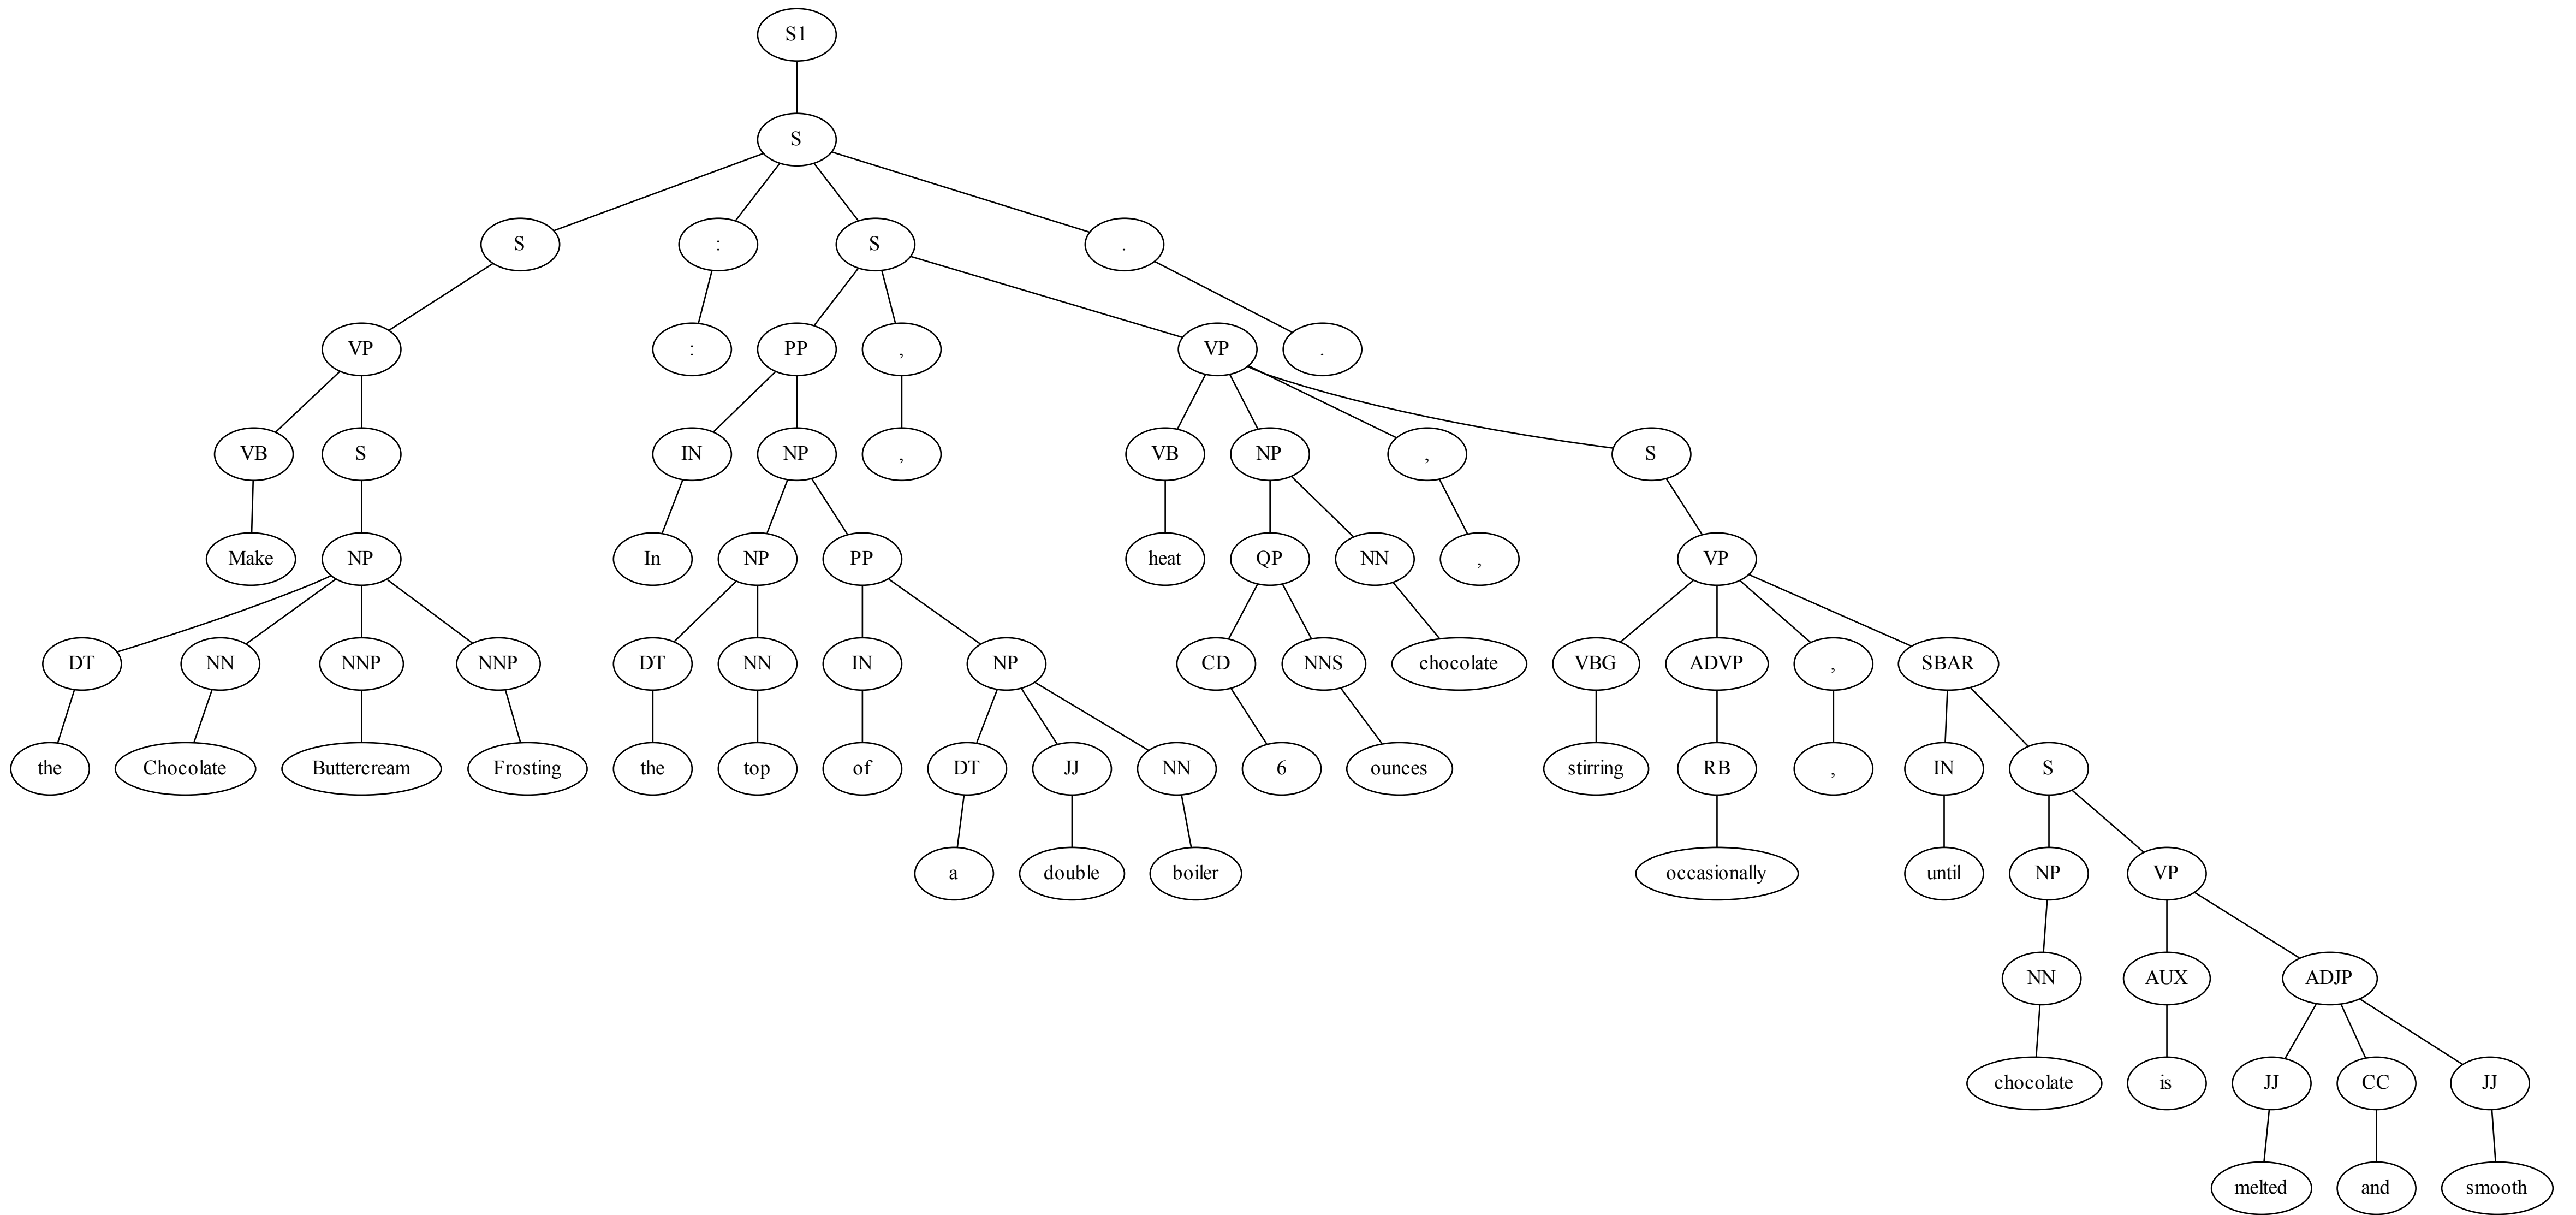 S1
S
S : S .
VP : PP , VP .
VB S IN NP , VB NP , S
Make NP In NP PP heat QP NN , VP
DT NN NNP NNP DT NN IN NP CD NNS chocolate VBG ADVP , SBAR
the Chocolate Buttercream Frosting the top of DT JJ NN 6 ounces stirring RB , IN S
a double boiler occasionally until NP VP
NN AUX ADJP
chocolate is JJ CC JJ
melted and smooth